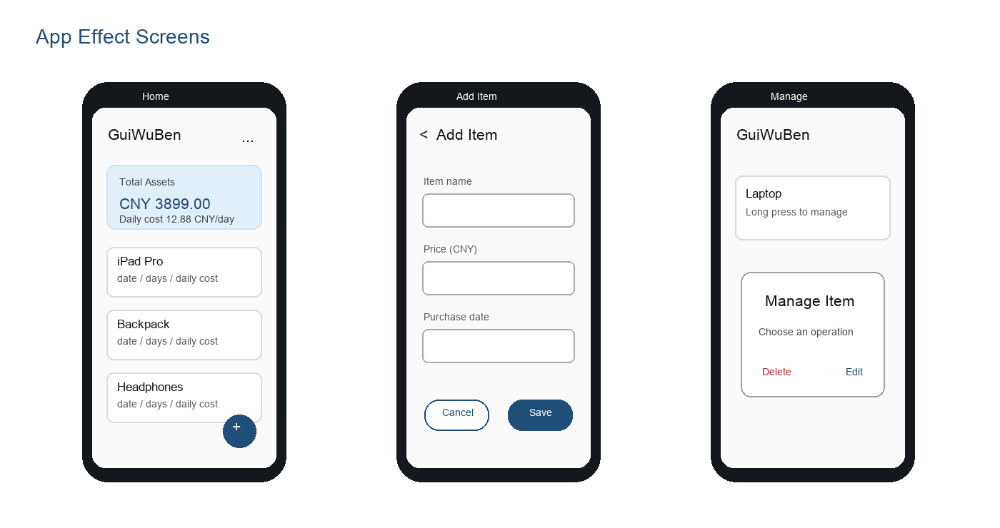 App Effect Screens
Home
GuiWuBen
...
Total Assets
CNY 3899.00
Daily cost 12.88 CNY/day
iPad Pro
date / days / daily cost
Backpack
date / days / daily cost
Headphones
date / days / daily cost
+
Add Item
< Add Item
Item name
Price (CNY)
Purchase date
Cancel Save
Manage
GuiWuBen
Laptop
Long press to manage
Manage Item
Choose an operation
Delete Edit